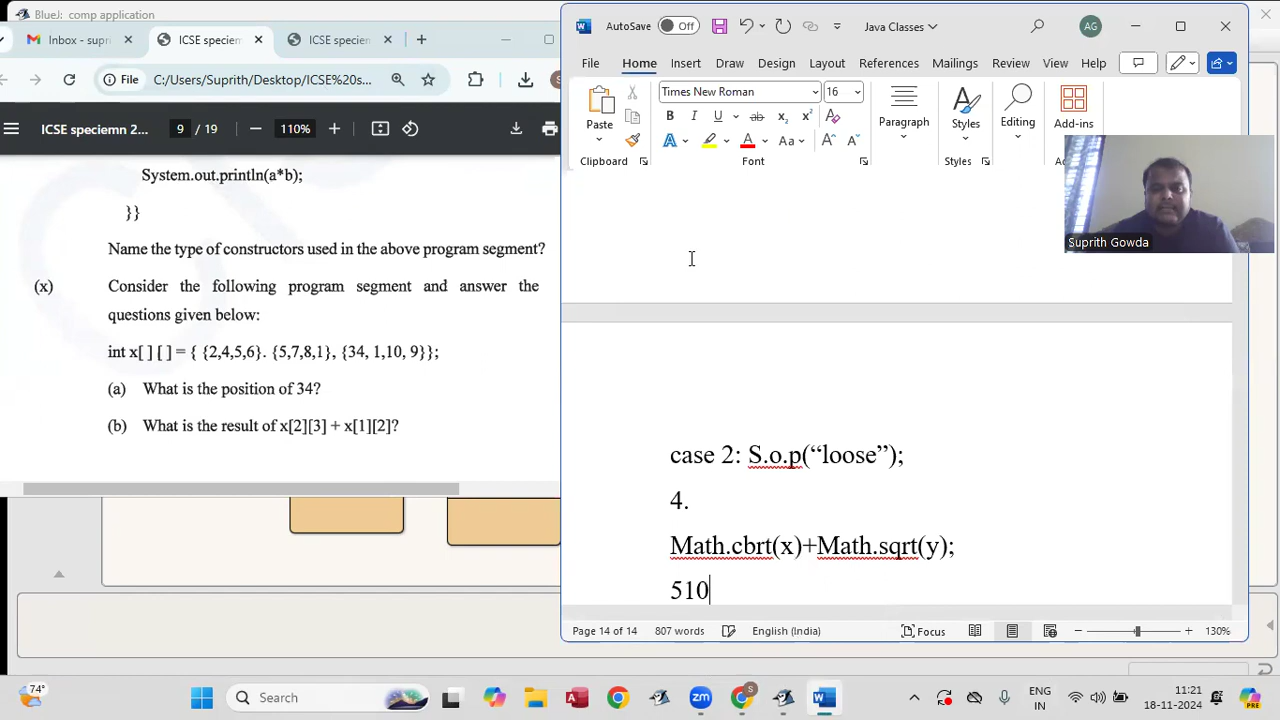 BlueJ: comp application
Inbox - supri
ICSE speciem
ICSE specien
File
C:/Users/Suprith/Desktop/ICSE%20s...
ICSE speciemn 2...
9 / 19
110%
System.out.println(a*b);
}}
Name the type of constructors used in the above program segment?
(x) Consider the following program segment and answer the
questions given below:
int x[ ] [ ] = { {2,4,5,6}. {5,7,8,1}, {34, 1,10, 9}};
(a) What is the position of 34?
(b) What is the result of x[2][3] + x[1][2]?
AutoSave Off
Java Classes
AG
File Home Insert Draw Design Layout References Mailings Review View Help
Times New Roman 16
Paste
Clipboard
Font
Paragraph
Styles
Styles
Editing
Add-ins
Suprith Gowda
case 2: S.o.p(“loose”);
4.
Math.cbrt(x)+Math.sqrt(y);
510
Page 14 of 14 807 words English (India) Focus 130%
74°
Search
ENG
IN
11:21
18-11-2024